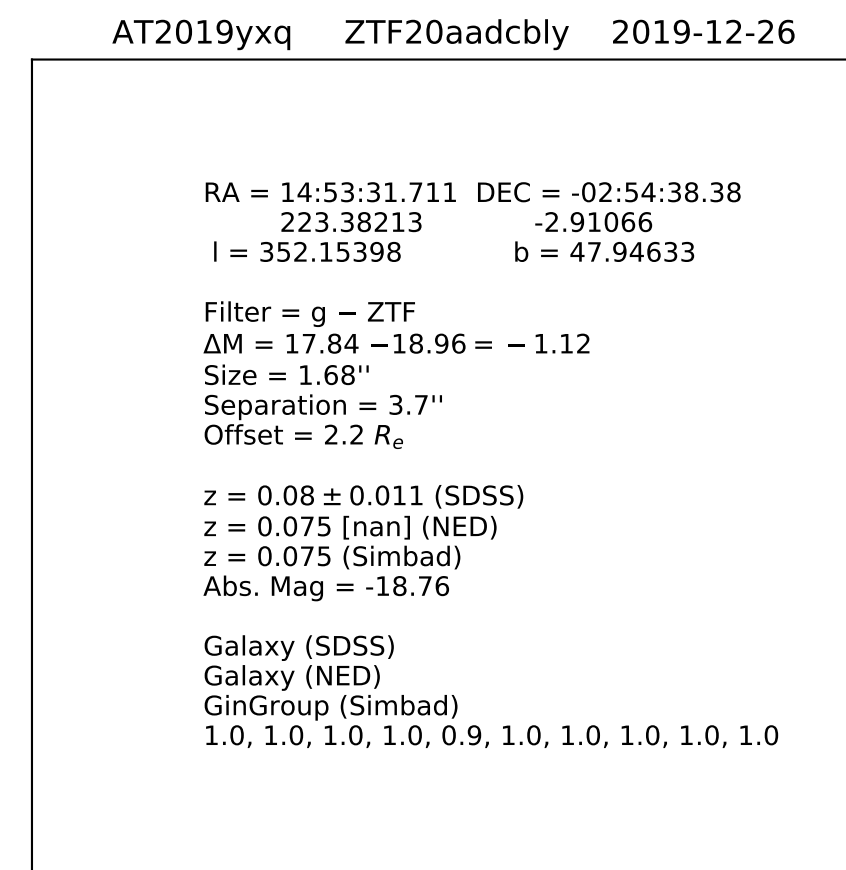 AT2019yxq ZTF20aadcbly 2019-12-26
RA = 14:53:31.711 DEC = -02:54:38.38
223.38213 -2.91066
l = 352.15398 b = 47.94633
Filter = g − ZTF
ΔM = 17.84 −18.96 = − 1.12
Size = 1.68''
Separation = 3.7''
Offset = 2.2 Re
z = 0.08 ± 0.011 (SDSS)
z = 0.075 [nan] (NED)
z = 0.075 (Simbad)
Abs. Mag = -18.76
Galaxy (SDSS)
Galaxy (NED)
GinGroup (Simbad)
1.0, 1.0, 1.0, 1.0, 0.9, 1.0, 1.0, 1.0, 1.0, 1.0